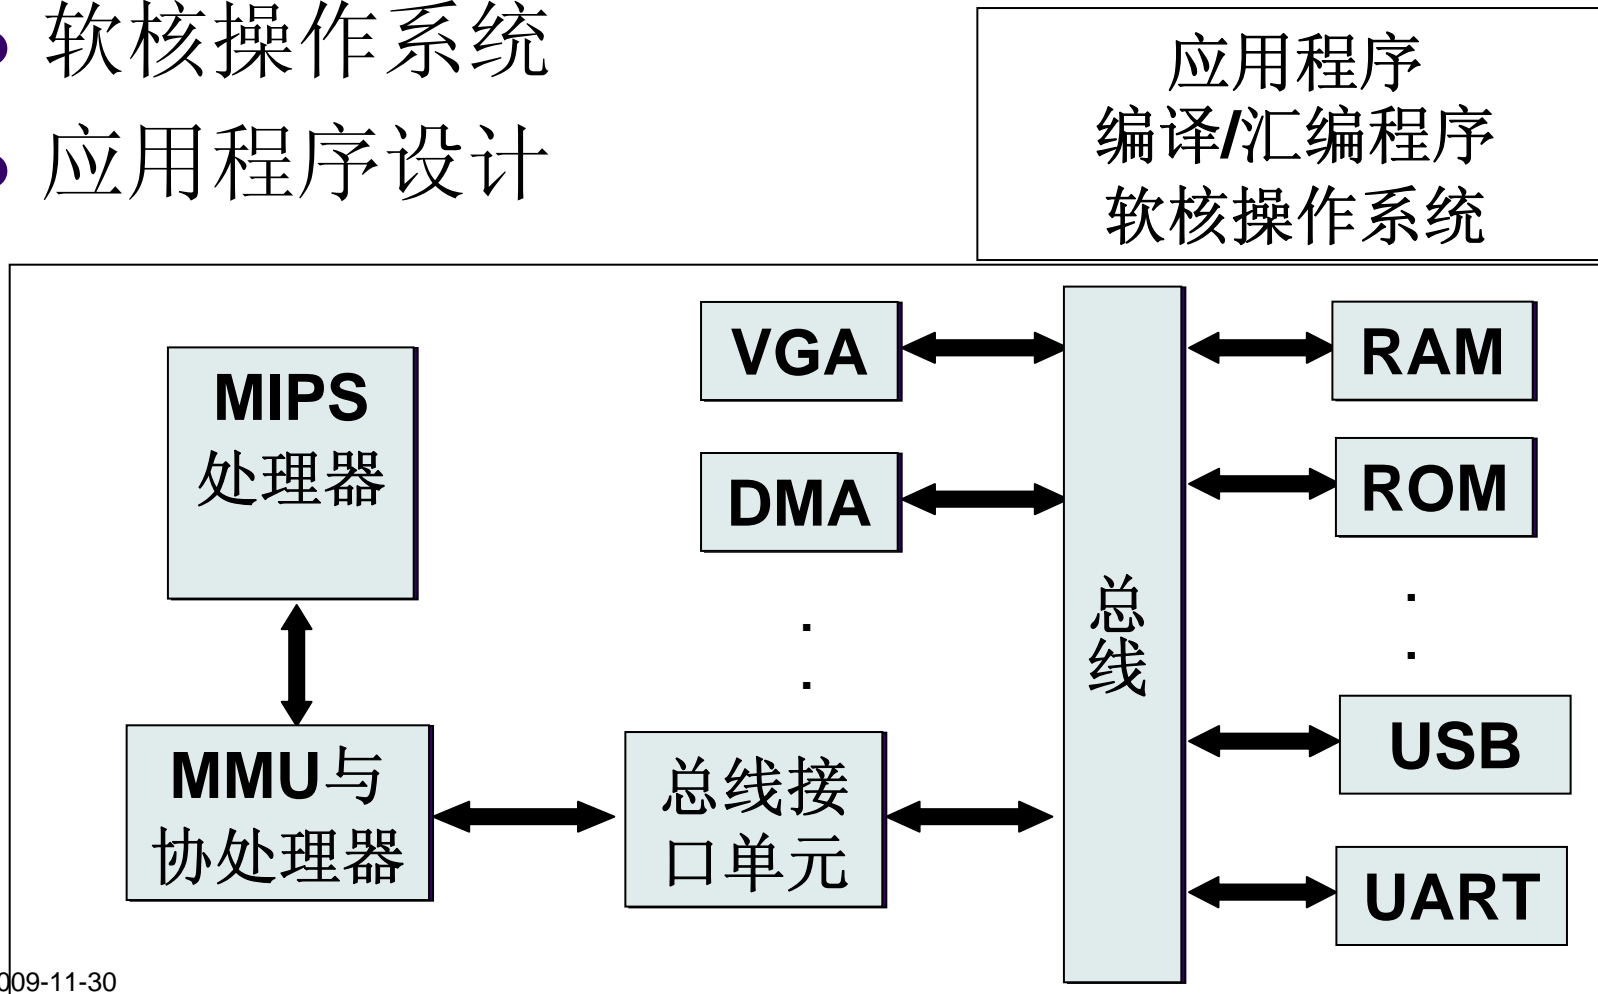 软核操作系统
应用程序设计
应用程序
编译/汇编程序
软核操作系统
MIPS
处理器
MMU与
协处理器
VGA
DMA
.
.
总线接
口单元
总
线
RAM
ROM
.
.
USB
UART
009-11-30